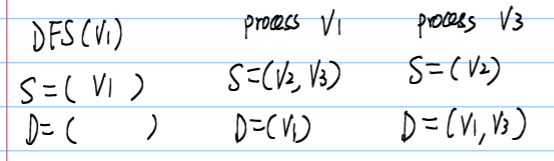 DFS(V1) process V1 process V3
S=( V1 ) S=(V2, V3) S=(V2)
D=( ) D=(V1) D=(V1, V3)